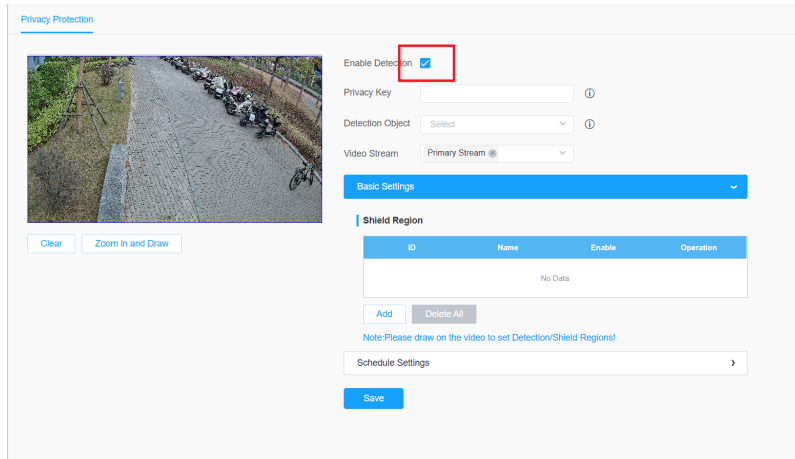 Privacy Protection
Enable Detection
Privacy Key
Detection Object Select
Video Stream Primary Stream
Basic Settings
Shield Region
ID Name Enable Operation
No Data
Clear Zoom in and Draw
Add Delete All
Note:Please draw on the video to set Detection/Shield Regions!
Schedule Settings
Save